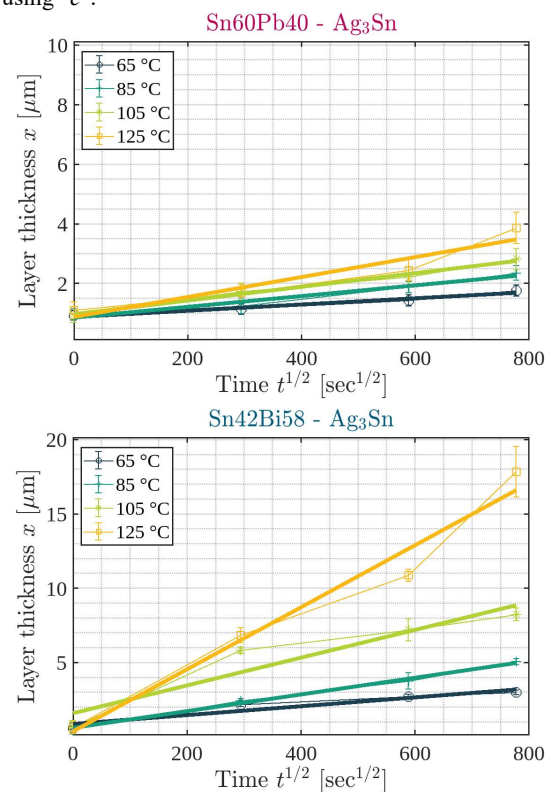 using "t".
Sn60Pb40 - Ag₃Sn
10
8
6
4
2
Layer thickness x [μm]
65 °C
85 °C
105 °C
125 °C
0
200
400
600
800
Time t^{1/2} [sec^{1/2}]
Sn42Bi58 - Ag₃Sn
20
15
10
5
Layer thickness x [μm]
65 °C
85 °C
105 °C
125 °C
0
200
400
600
800
Time t^{1/2} [sec^{1/2}]